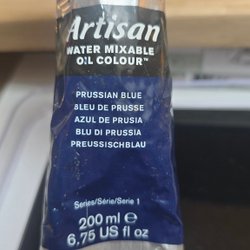 Artisan
WATER MIXABLE
OIL COLOUR™
PRUSSIAN BLUE
BLEU DE PRUSSE
AZUL DE PRUSIA
BLU DI PRUSSIA
PREUSSISCHBLAU
Series/Série/Serie 1
200 ml ℮
6.75 US fl oz